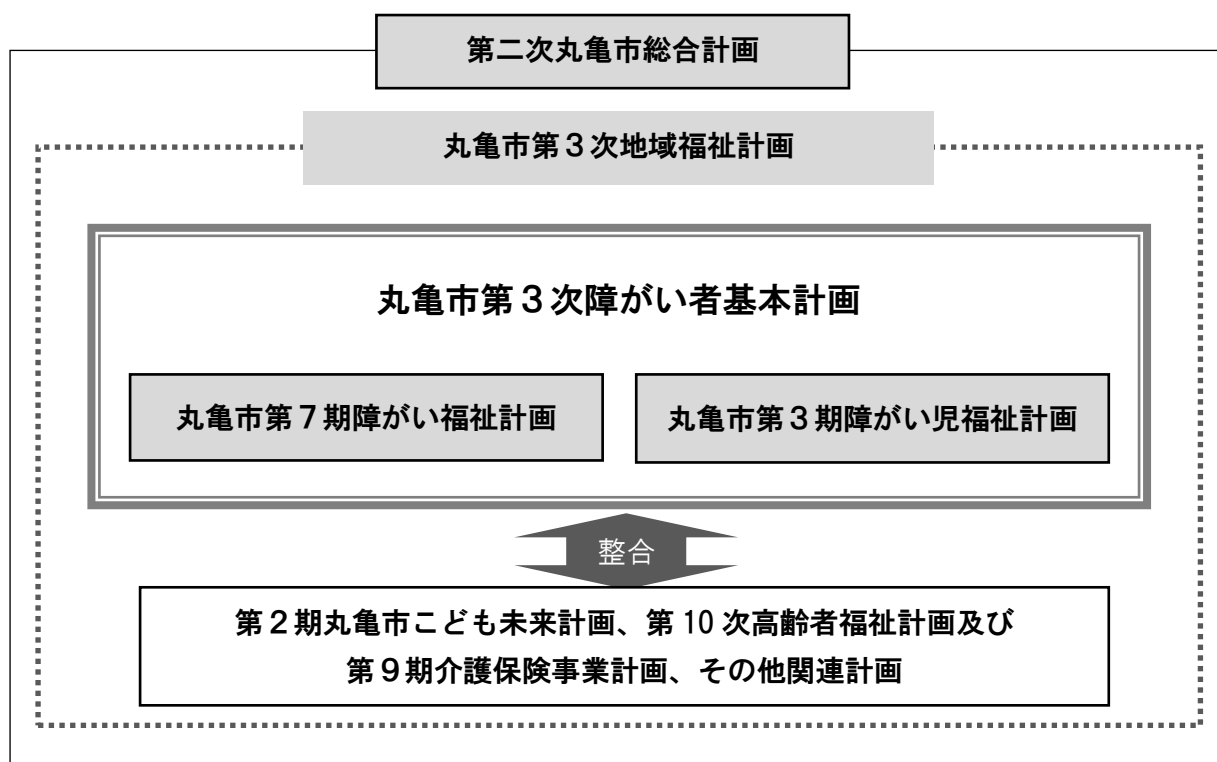 第二次丸亀市総合計画
丸亀市第３次地域福祉計画
丸亀市第３次障がい者基本計画
丸亀市第７期障がい福祉計画
丸亀市第３期障がい児福祉計画
整合
第２期丸亀市こども未来計画、第 10 次高齢者福祉計画及び
第９期介護保険事業計画、その他関連計画